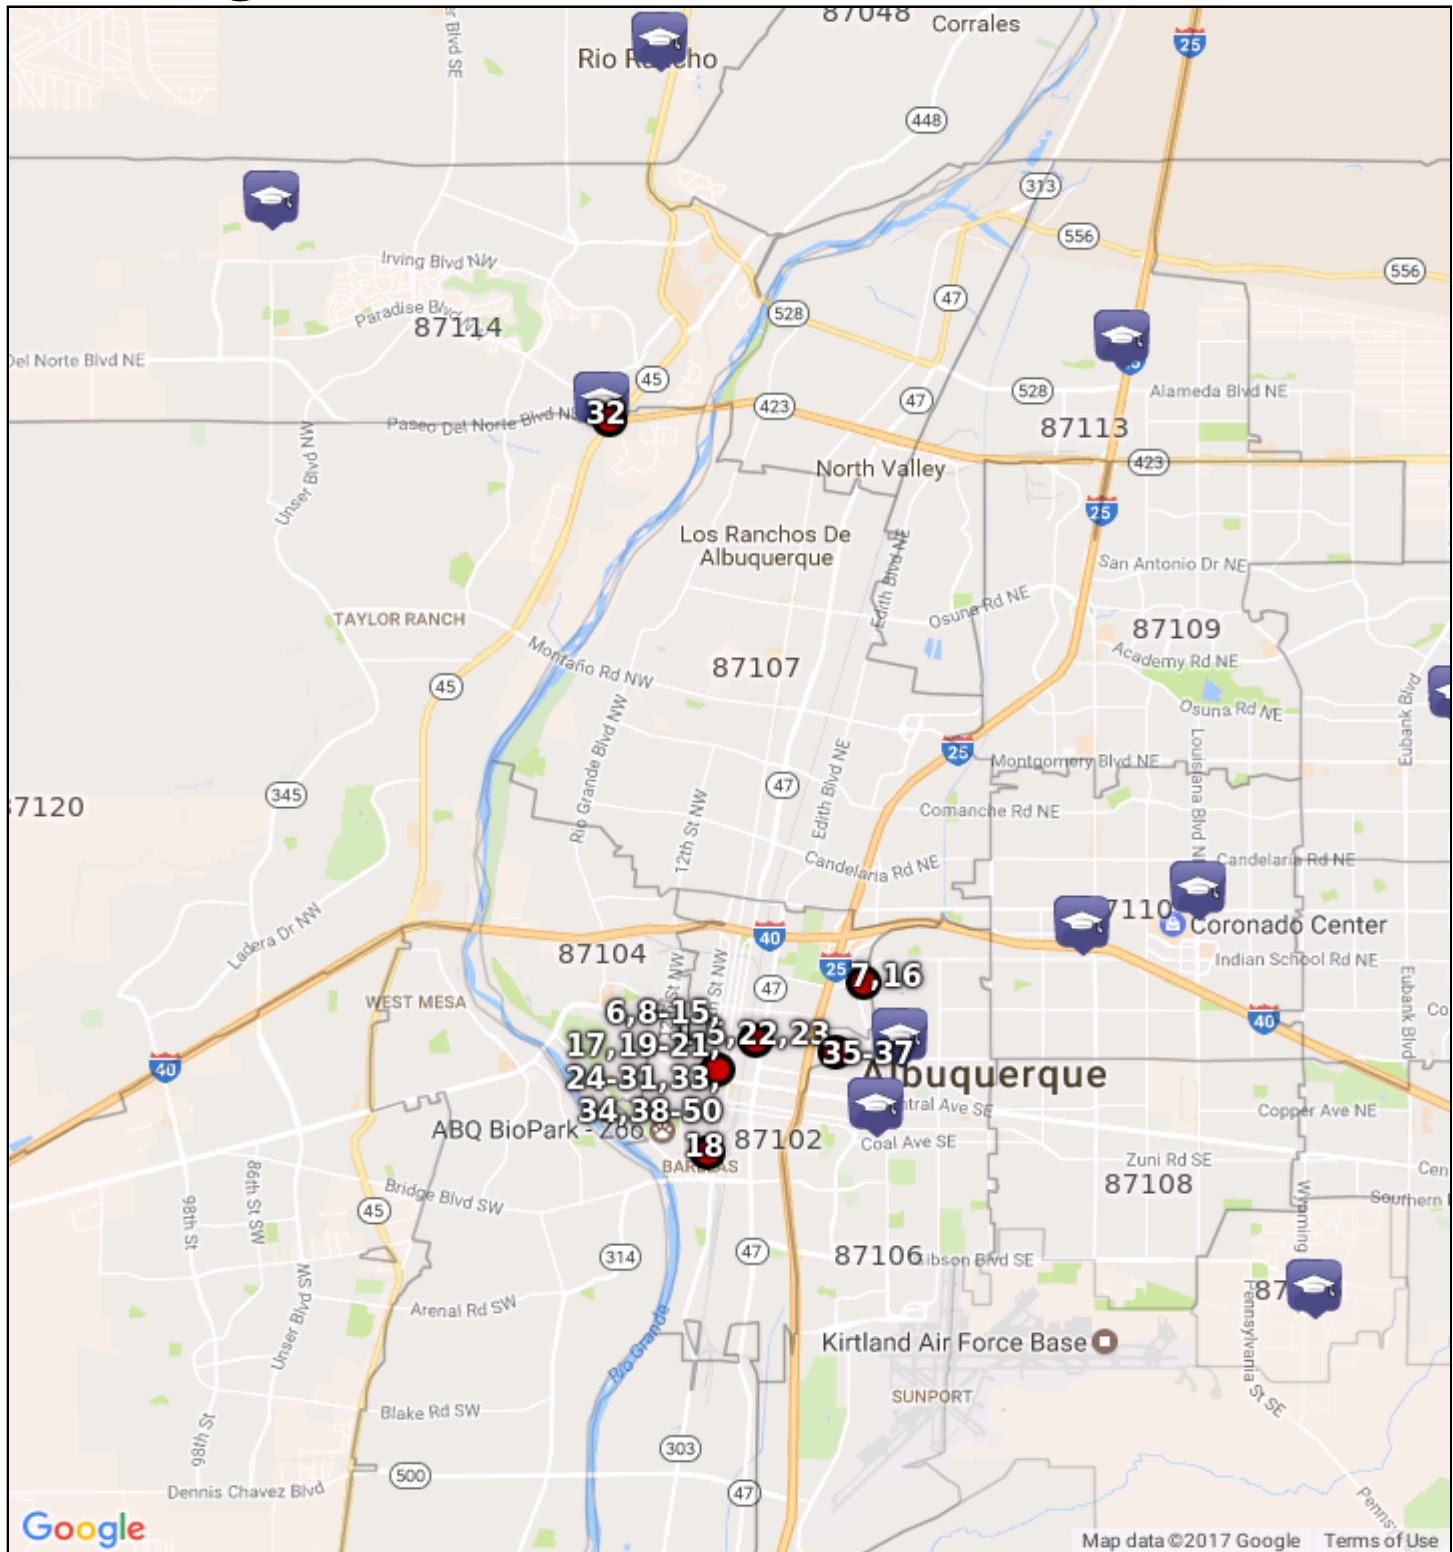 87048
Corrales
25
Rio Rancho
448
313
556
556
Irving Blvd NW
Paradise Blvd
47
528
87114
Del Norte Blvd NE
45
528
Alameda Blvd NE
32
423
47
Paseo Del Norte Blvd NE
87113
423
North Valley
Unser Blvd NW
25
Los Ranchos De
Albuquerque
Edith Blvd NE
San Antonio Dr NE
Osuna Rd NE
TAYLOR RANCH
87109
Montaño Rd NW
87107
Academy Rd NE
45
Osuna Rd NE
Eubank Blvd
Rio Grande Blvd NW
25
Montgomery Blvd NE
Louisiana Blvd NE
47
Edith Blvd NE
345
87120
Comanche Rd NE
12th St NW
Candelaria Rd NE
Candelaria Rd NE
7110
Coronado Center
Ladera Dr NW
40
87104
Indian School Rd NE
25
7,16
47
WEST MESA
6,8-15,
5,22,23
17,19-21,
35-37
40
40
Eubank Blvd
24-31,33,
Albuquerque
34,38-50
Central Ave SE
Copper Ave NE
ABQ BioPark - Zoo
87102
Coal Ave SE
18
BARELAS
Zuni Rd SE
87108
Bridge Blvd SW
98th St
86th St SW
45
Southern
Wyoming
314
47
87106
Gibson Blvd SE
Arenal Rd SW
Unser Blvd SW
Rio Grande
Kirtland Air Force Base
Pennsylvania St SE
SUNPORT
Blake Rd SW
98th St
303
500
47
Dennis Chavez Blvd
Google
Map data ©2017 Google
Terms of Use